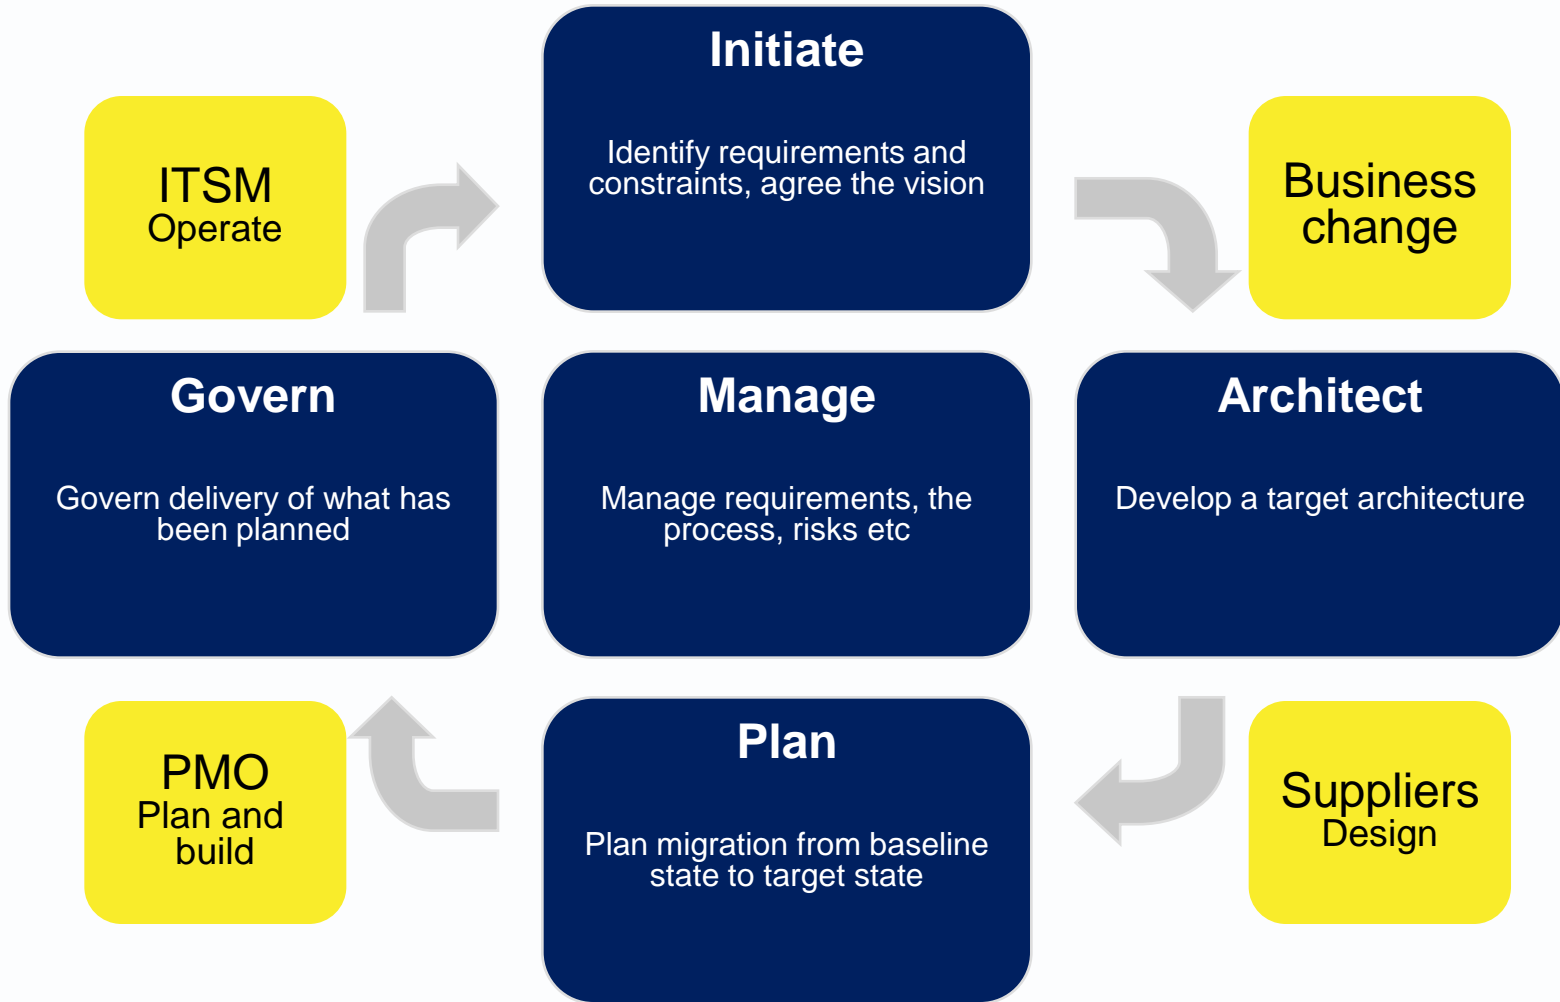 Initiate
Identify requirements and
constraints, agree the vision
ITSM
Operate
Business
change
Govern
Govern delivery of what has
been planned
Manage
Manage requirements, the
process, risks etc
Architect
Develop a target architecture
PMO
Plan and
build
Plan
Plan migration from baseline
state to target state
Suppliers
Design